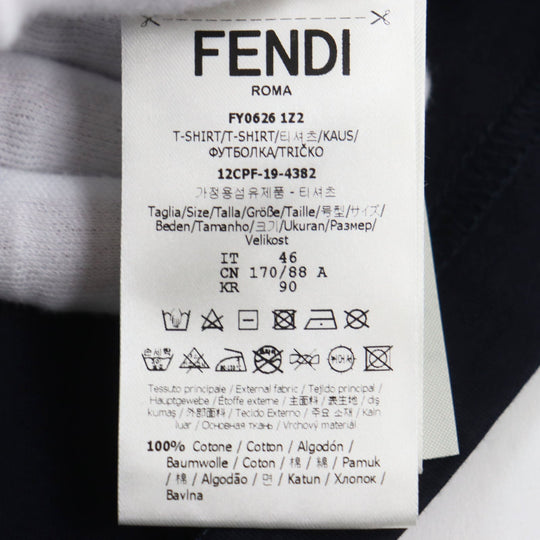 FENDI
ROMA
FY0626 1Z2
T-SHIRT/T-SHIRT/티셔츠/KAUS/
ФУТБОЛКА/TRIČKO
12CPF-19-4382
가정용섬유제품 - 티셔츠
Taglia/Size/Talla/Größe/Taille/号型/サイズ/
Beden/Tamanho/크기/Ukuran/Размер/
Velikost
IT 46
CN 170/88 A
KR 90
Tessuto principale / External fabric / Tejido principal /
Hauptgewebe / Étoffe externe / 主面料 / 表生地 / dış
kumaş / 外部面料 / Tecido Externo / 주요 소재 / Kain
luar / Основная ткань / Vrchový materiál
100% Cotone / Cotton / Algodón /
Baumwolle / Coton / 棉 / 綿 / Pamuk
/ 棉 / Algodão / 면 / Katun / Хлопок /
Bavlna